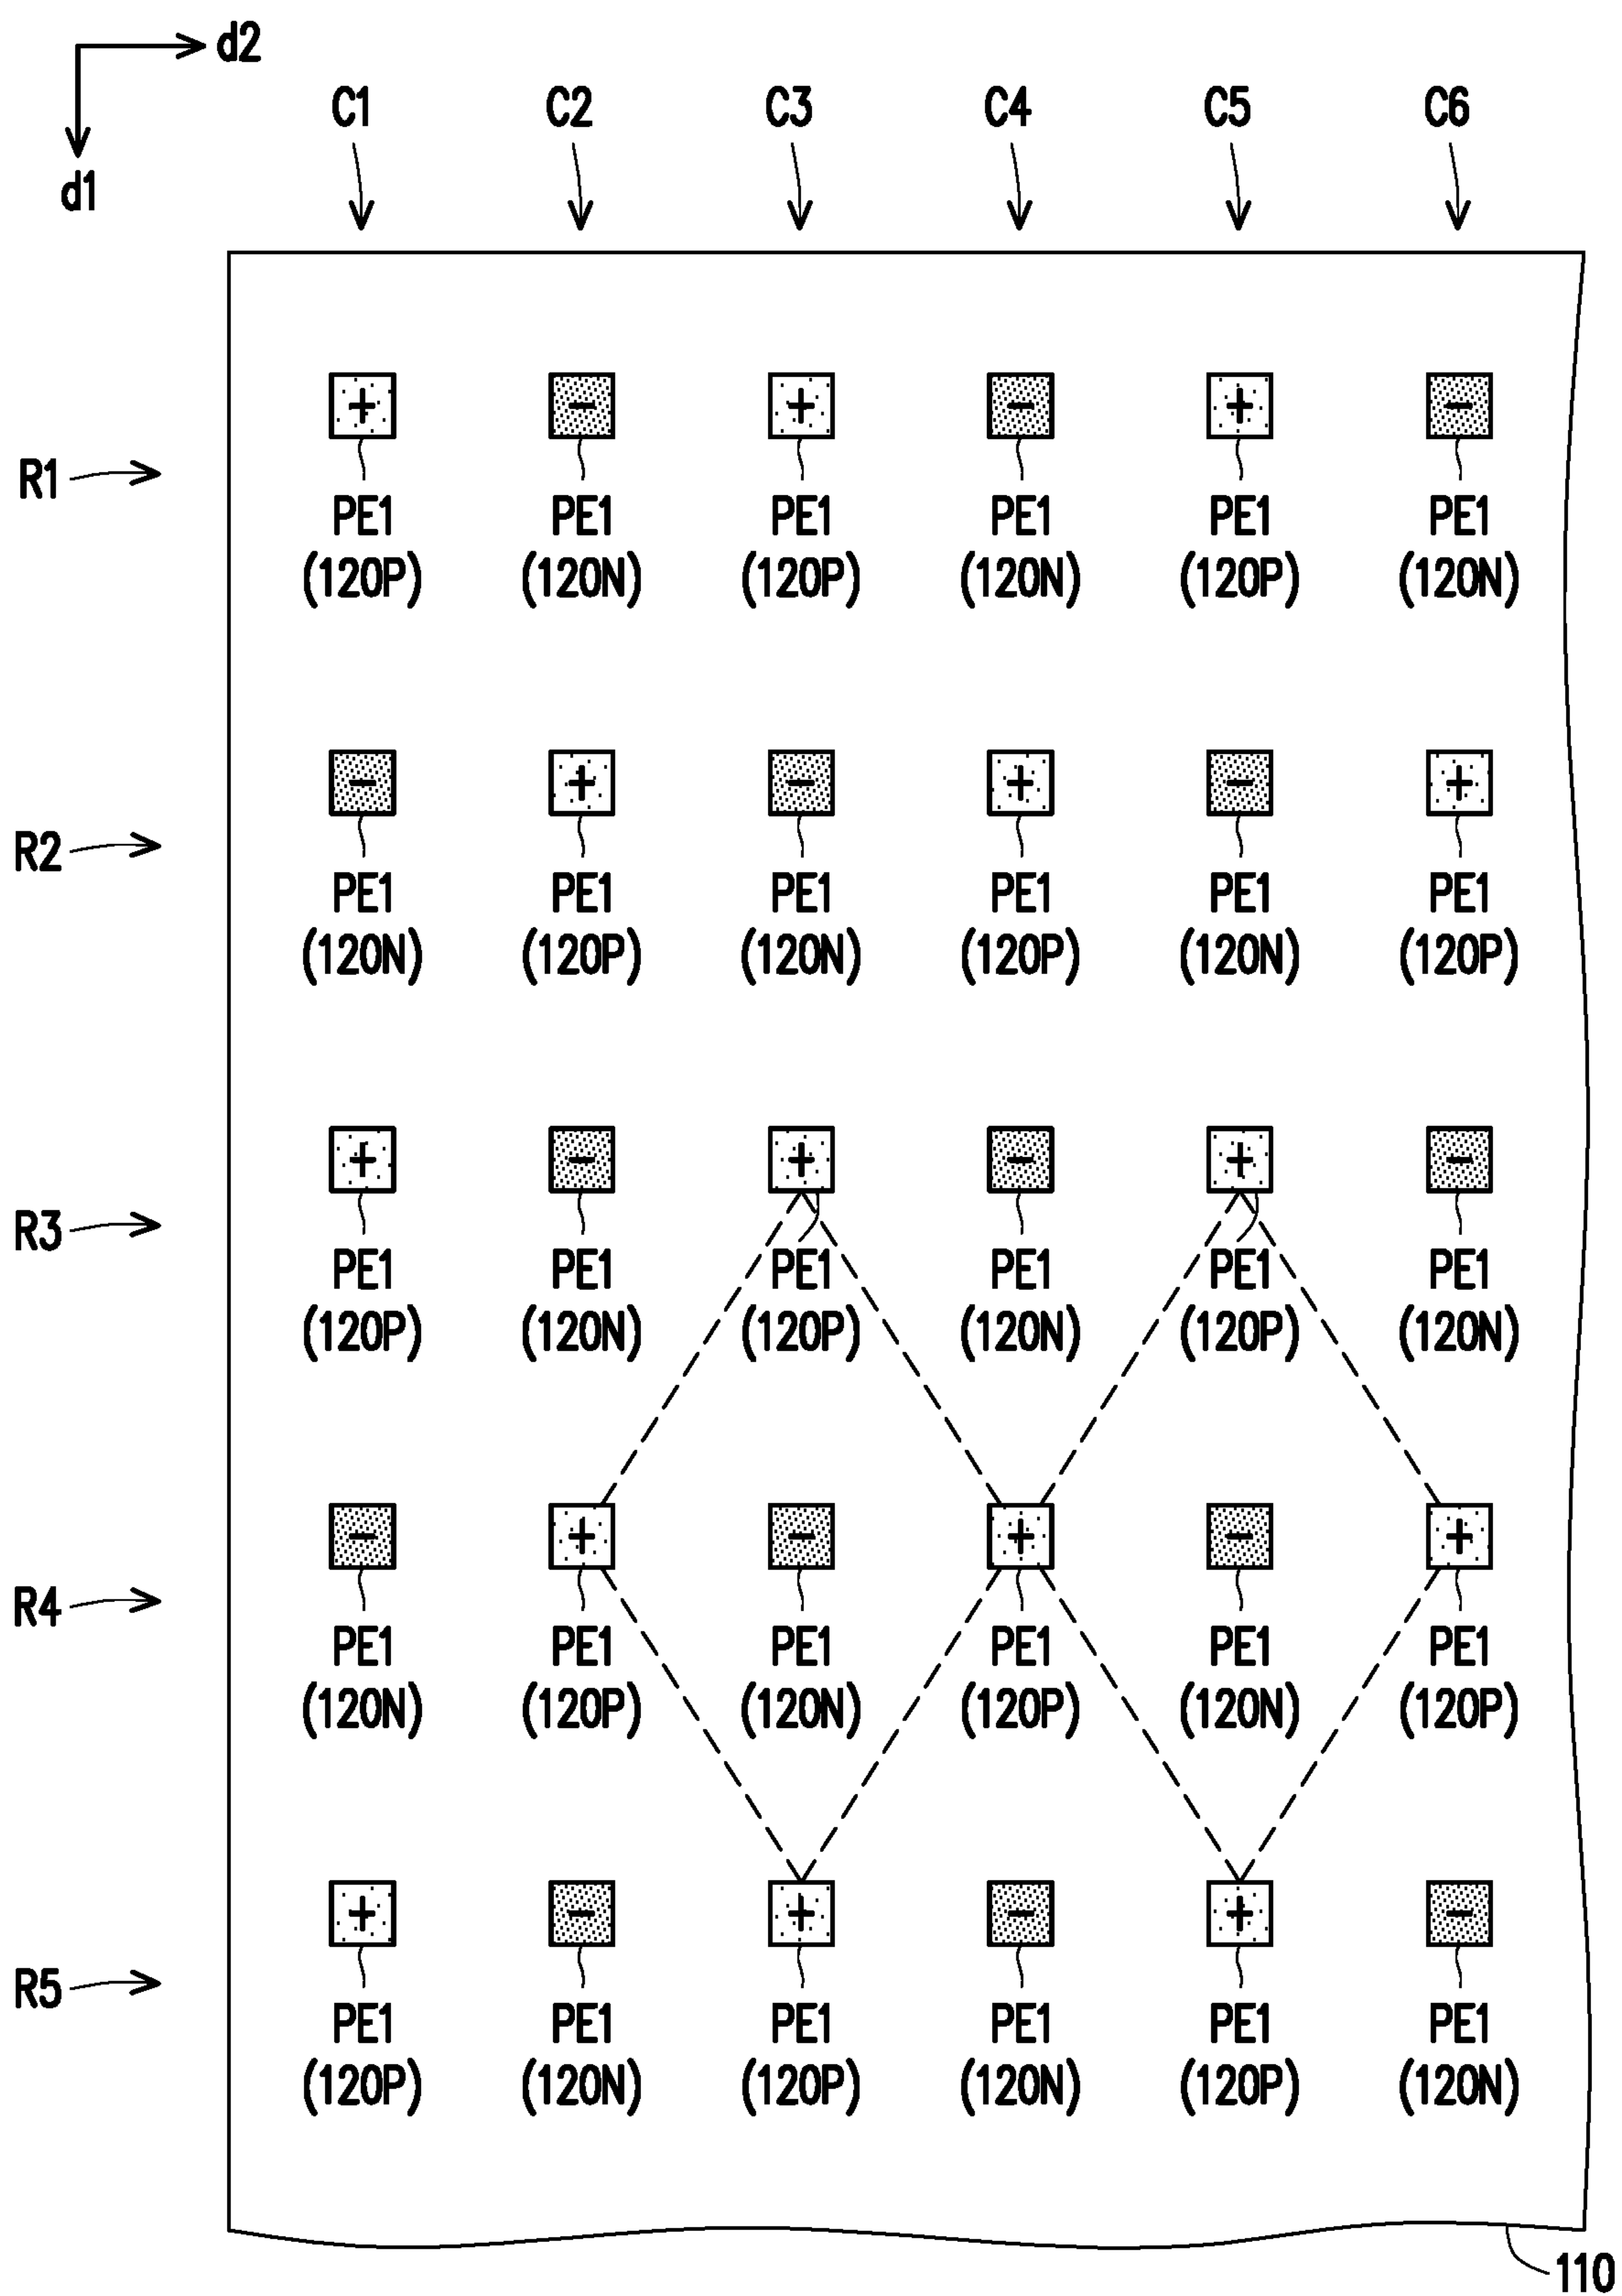 d2
d1
C1 C2 C3 C4 C5 C6
+ - + - + -
R1
PE1 PE1 PE1 PE1 PE1 PE1
(120P) (120N) (120P) (120N) (120P) (120N)
- + - + - +
R2
PE1 PE1 PE1 PE1 PE1 PE1
(120N) (120P) (120N) (120P) (120N) (120P)
+ - + - + -
R3
PE1 PE1 PE1 PE1 PE1 PE1
(120P) (120N) (120P) (120N) (120P) (120N)
- + - + - +
R4
PE1 PE1 PE1 PE1 PE1 PE1
(120N) (120P) (120N) (120P) (120N) (120P)
+ - + - + -
R5
PE1 PE1 PE1 PE1 PE1 PE1
(120P) (120N) (120P) (120N) (120P) (120N)
110